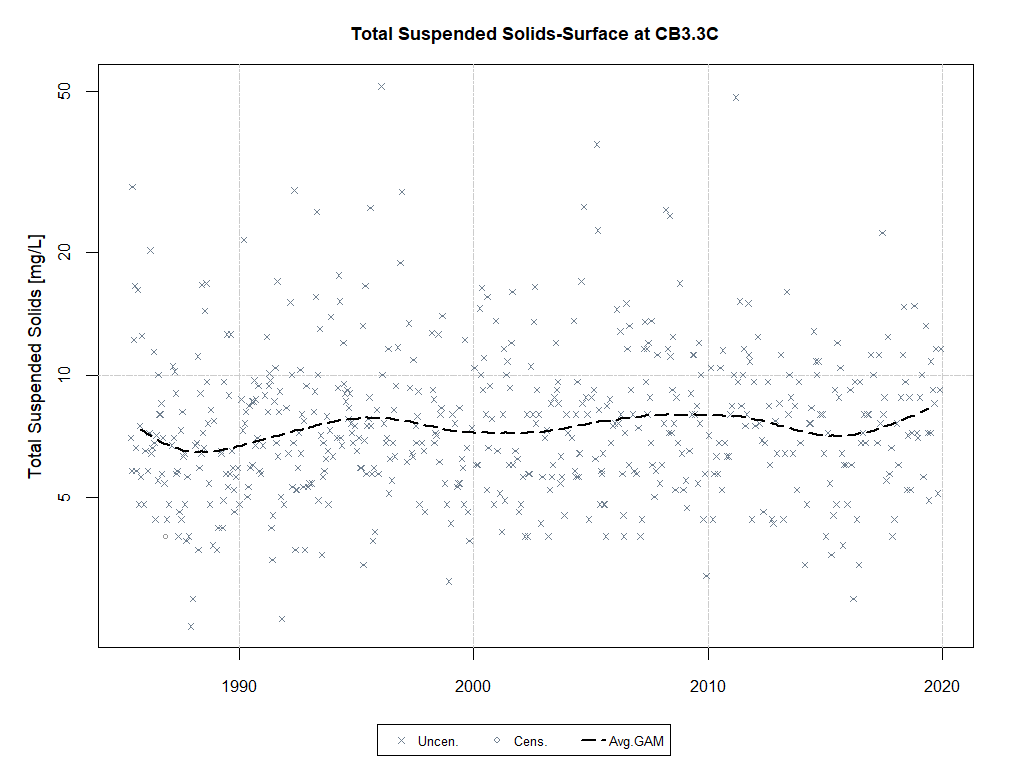 Total Suspended Solids-Surface at CB3.3C
Total Suspended Solids [mg/L]
50
20
10
5
1990 2000 2010 2020
Uncen. Cens. Avg.GAM